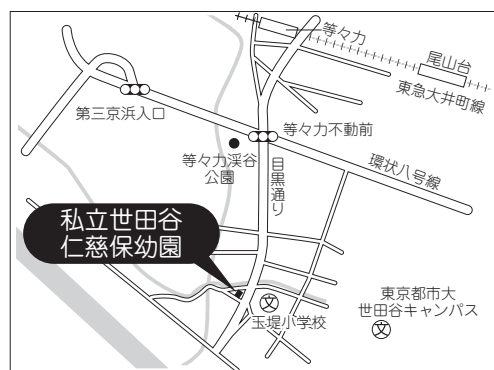 等々力
尾山台
東急大井町線
第三京浜入口
等々力不動前
等々力渓谷
公園
目黒通り
環状八号線
私立世田谷
仁慈保幼園
文
玉堤小学校
東京都市大
世田谷キャンパス
文